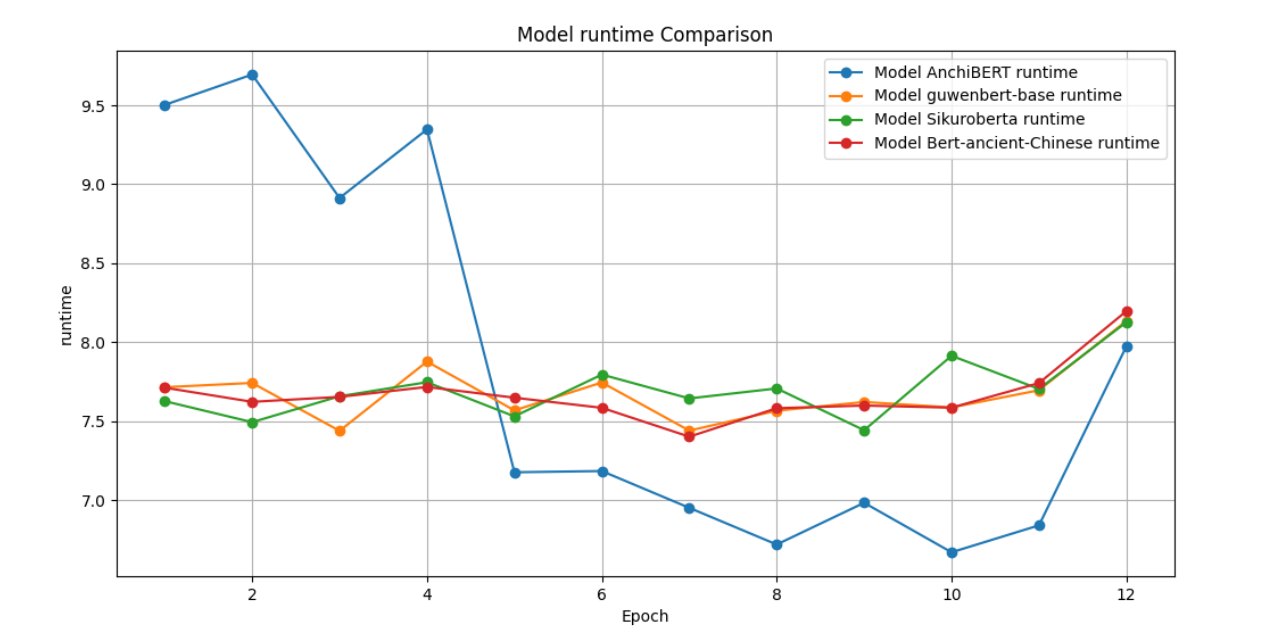 Model runtime Comparison
Model AnchiBERT runtime
Model guwenbert-base runtime
Model Sikuroberta runtime
Model Bert-ancient-Chinese runtime
9.5
9.0
8.5
8.0
7.5
7.0
runtime
2 4 6 8 10 12
Epoch